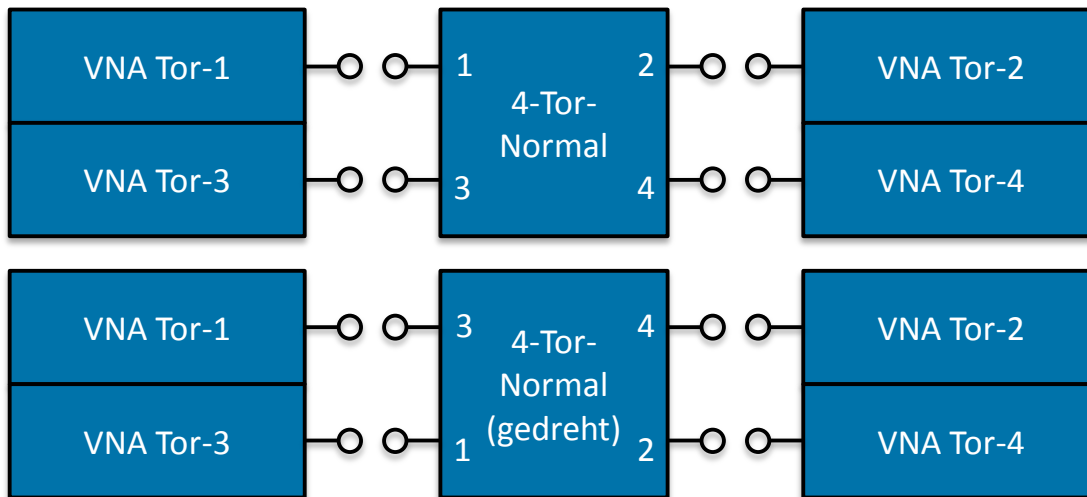 VNA Tor-1
VNA Tor-3
1
2
4-Tor-
Normal
3
4
VNA Tor-2
VNA Tor-4
VNA Tor-1
VNA Tor-3
3
4
4-Tor-
Normal
(gedreht)
1
2
VNA Tor-2
VNA Tor-4